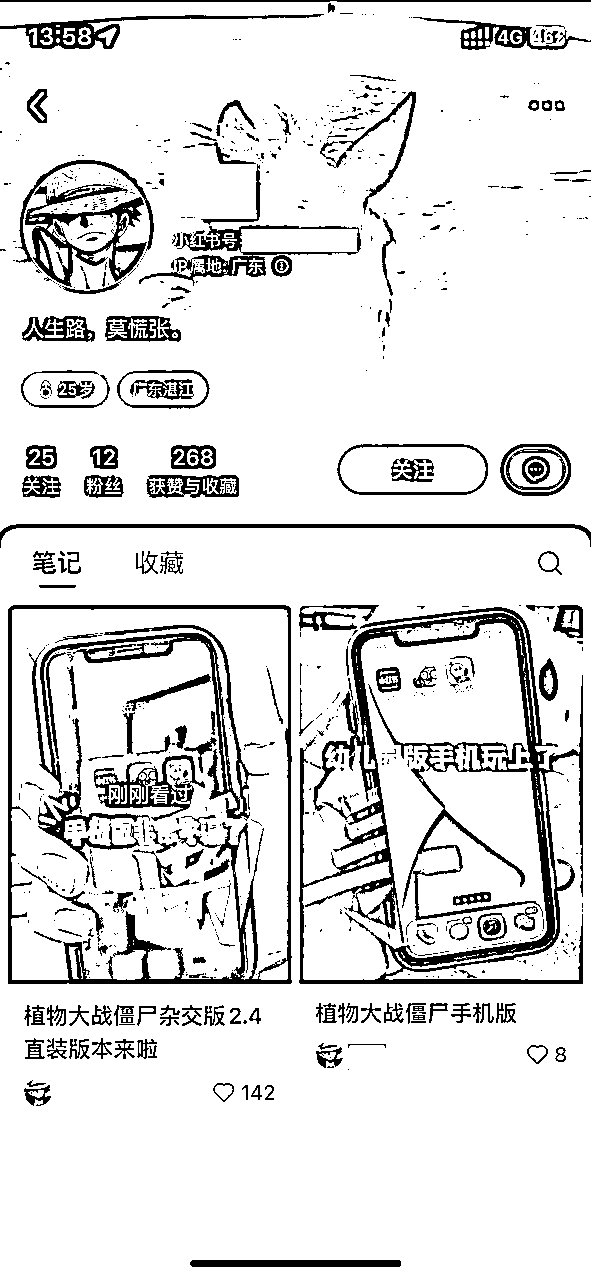 13:58
4G 46
小红书号
IP属地:广东
人生路，莫慌张。
25岁 广东湛江
25 12 268
关注 粉丝 获赞与收藏 关注
笔记 收藏
刚刚看过
幼儿园版手机玩上了
植物大战僵尸杂交版2.4
直装版本来啦
142
植物大战僵尸手机版
8